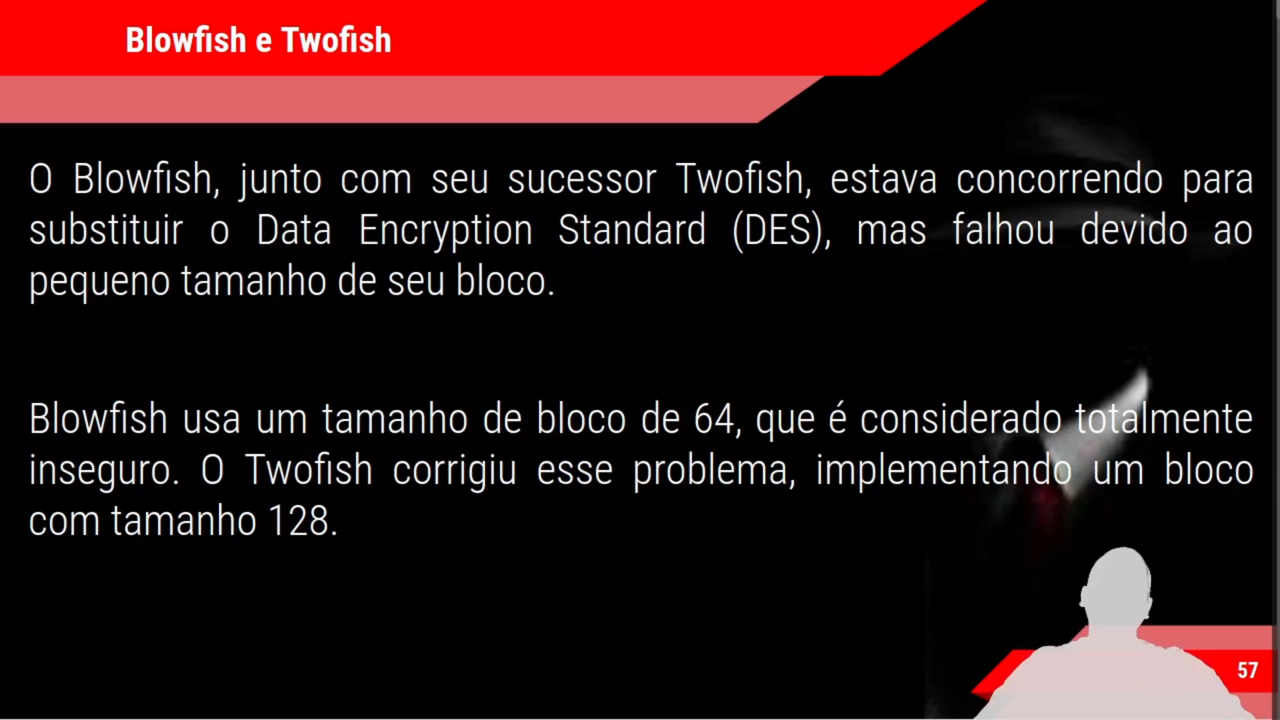 Blowfish e Twofish
O Blowfish, junto com seu sucessor Twofish, estava concorrendo para
substituir o Data Encryption Standard (DES), mas falhou devido ao
pequeno tamanho de seu bloco.
Blowfish usa um tamanho de bloco de 64, que é considerado totalmente
inseguro. O Twofish corrigiu esse problema, implementando um bloco
com tamanho 128.
57